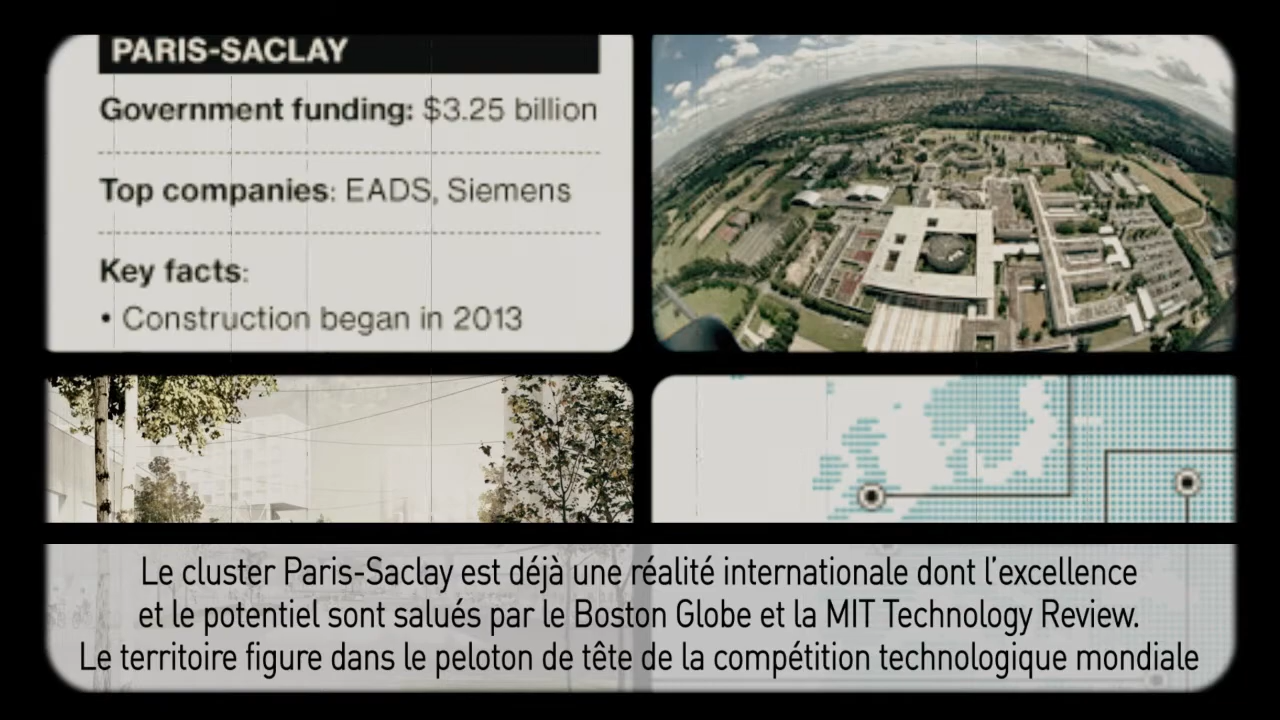 PARIS-SACLAY
Government funding: $3.25 billion
Top companies: EADS, Siemens
Key facts:
• Construction began in 2013
Le cluster Paris-Saclay est déjà une réalité internationale dont l'excellence
et le potentiel sont salués par le Boston Globe et la MIT Technology Review.
Le territoire figure dans le peloton de tête de la compétition technologique mondiale